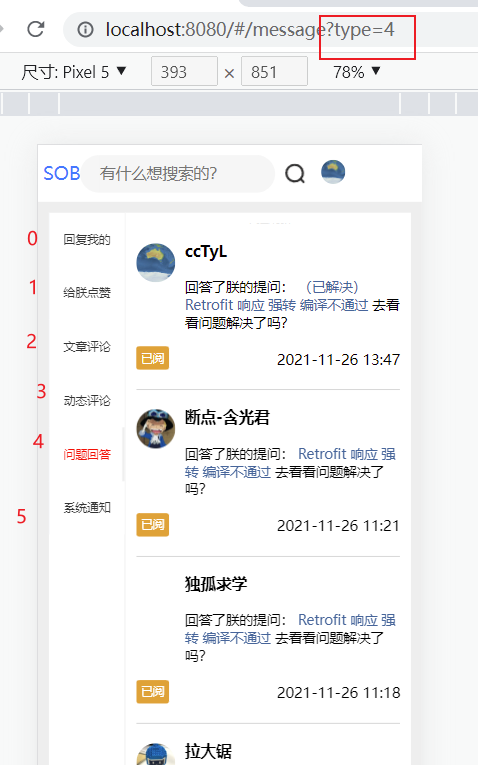 localhost:8080/#/message?type=4
尺寸: Pixel 5 ▼ 393 × 851 78% ▼
SOB 有什么想搜索的?
0 回复我的
1 给朕点赞
2 文章评论
3 动态评论
4 问题回答
5 系统通知
ccTyL
回答了朕的提问: （已解决）
Retrofit 响应 强转 编译不通过 去看
看问题解决了吗?
已阅 2021-11-26 13:47
断点-含光君
回答了朕的提问: Retrofit 响应 强
转 编译不通过 去看看问题解决了
吗?
已阅 2021-11-26 11:21
独孤求学
回答了朕的提问: Retrofit 响应 强
转 编译不通过 去看看问题解决了
吗?
已阅 2021-11-26 11:18
拉大锯